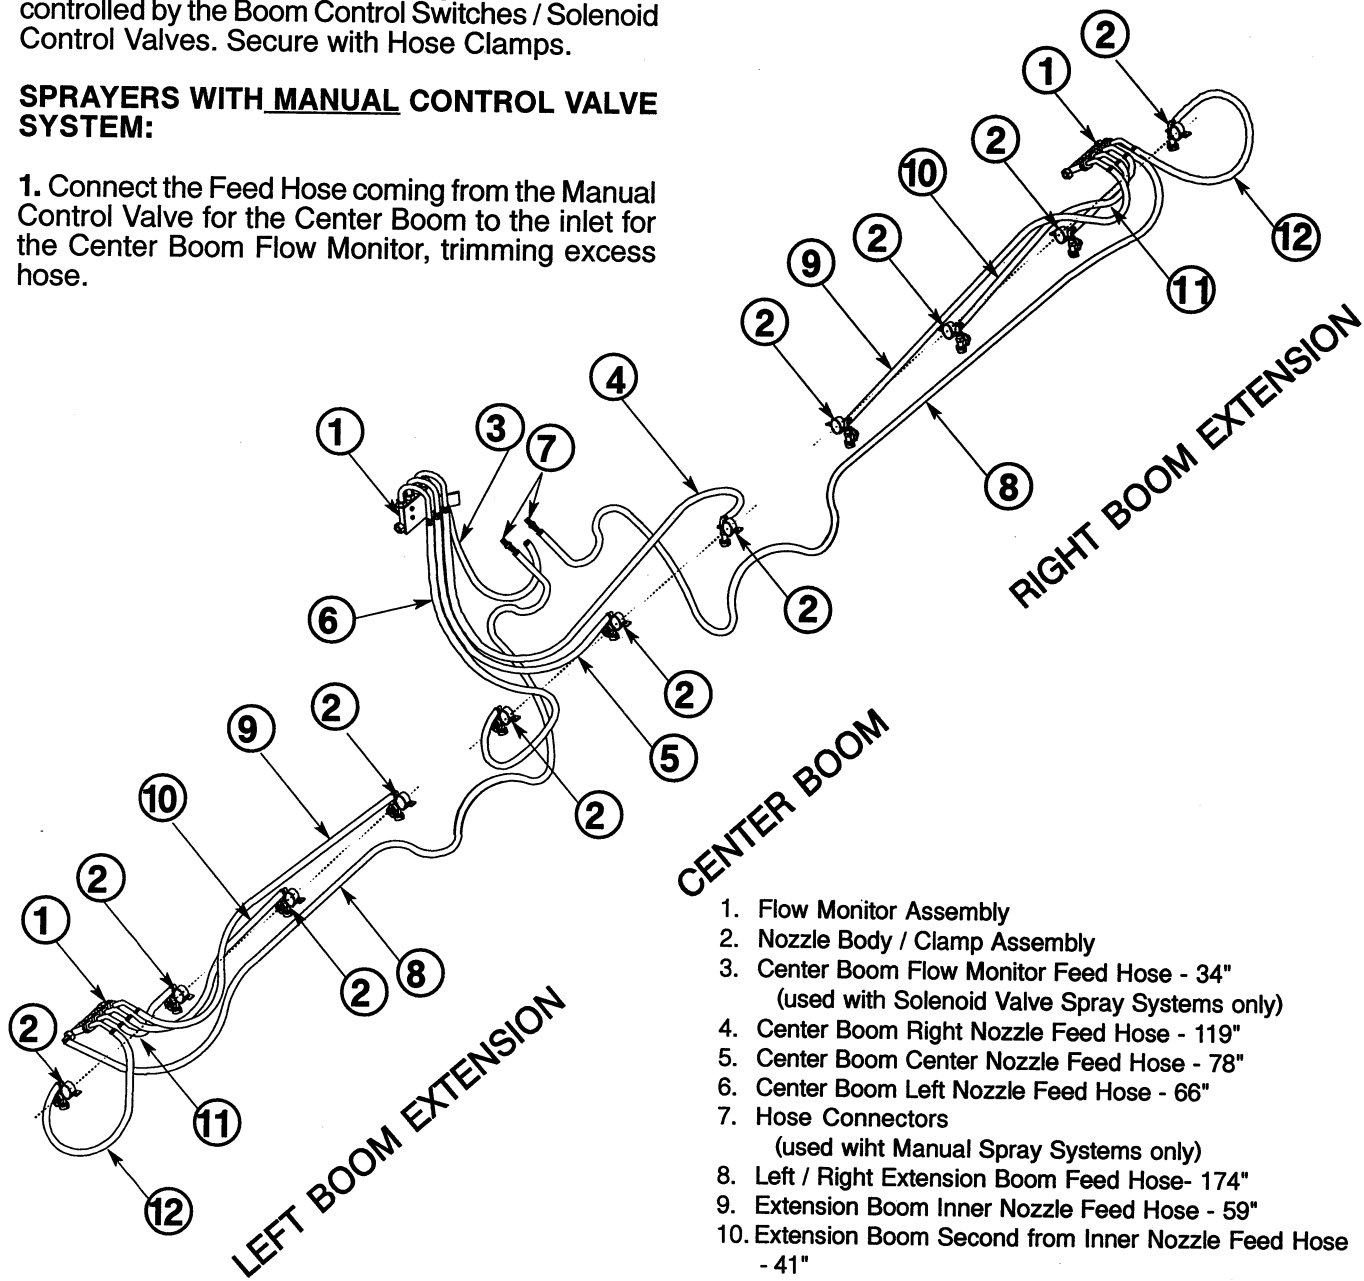 controlled by the Boom Control Switches / Solenoid
Control Valves. Secure with Hose Clamps.
SPRAYERS WITH MANUAL CONTROL VALVE
SYSTEM:
1. Connect the Feed Hose coming from the Manual
Control Valve for the Center Boom to the inlet for
the Center Boom Flow Monitor, trimming excess
hose.
2
1
2
10
2
9
2
12
11
8
RIGHT BOOM EXTENSION
4
1
3
7
6
2
2
5
2
CENTER BOOM
2
9
10
2
1
2
2
8
11
12
LEFT BOOM EXTENSION
1. Flow Monitor Assembly
2. Nozzle Body / Clamp Assembly
3. Center Boom Flow Monitor Feed Hose - 34"
(used with Solenoid Valve Spray Systems only)
4. Center Boom Right Nozzle Feed Hose - 119"
5. Center Boom Center Nozzle Feed Hose - 78"
6. Center Boom Left Nozzle Feed Hose - 66"
7. Hose Connectors
(used wiht Manual Spray Systems only)
8. Left / Right Extension Boom Feed Hose- 174"
9. Extension Boom Inner Nozzle Feed Hose - 59"
10. Extension Boom Second from Inner Nozzle Feed Hose
- 41"